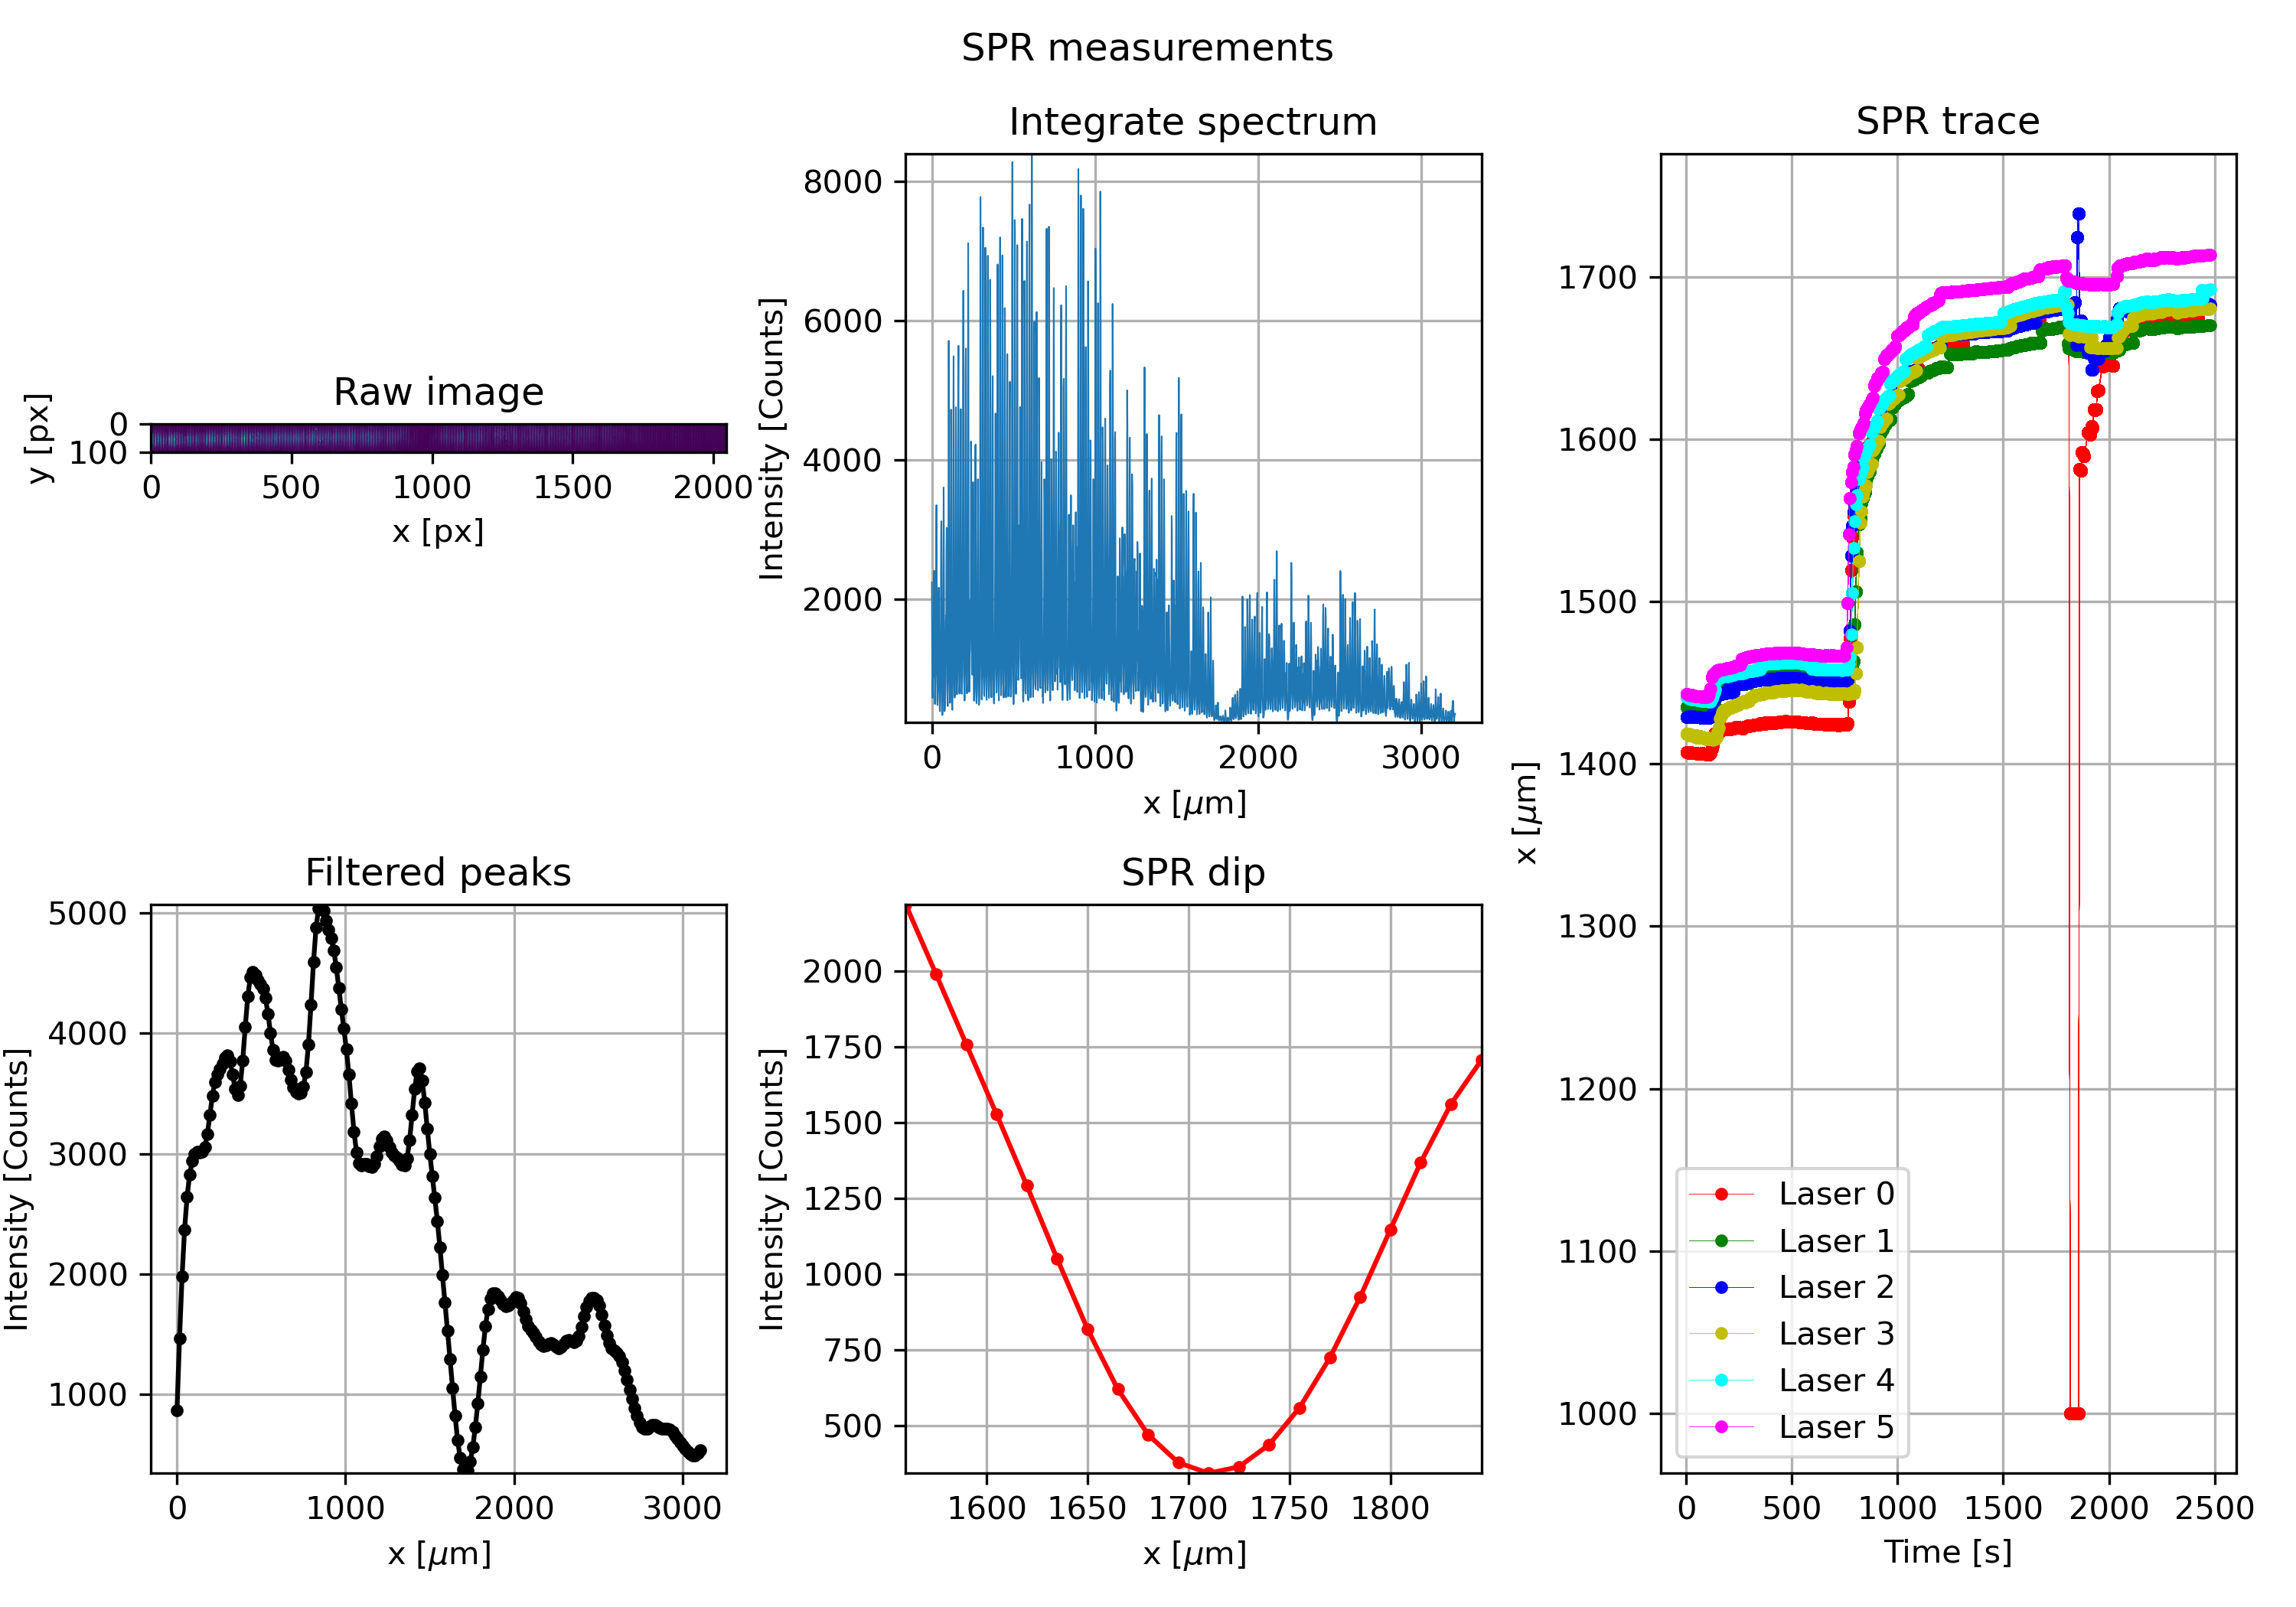 SPR measurements
Raw image
y [px]
0
100
0 500 1000 1500 2000
x [px]
Integrate spectrum
Intensity [Counts]
8000
6000
4000
2000
0 1000 2000 3000
x [μm]
Filtered peaks
Intensity [Counts]
5000
4000
3000
2000
1000
0 1000 2000 3000
x [μm]
SPR dip
Intensity [Counts]
2000
1750
1500
1250
1000
750
500
1600 1650 1700 1750 1800
x [μm]
SPR trace
x [μm]
1700
1600
1500
1400
1300
1200
1100
1000
Laser 0
Laser 1
Laser 2
Laser 3
Laser 4
Laser 5
0 500 1000 1500 2000 2500
Time [s]